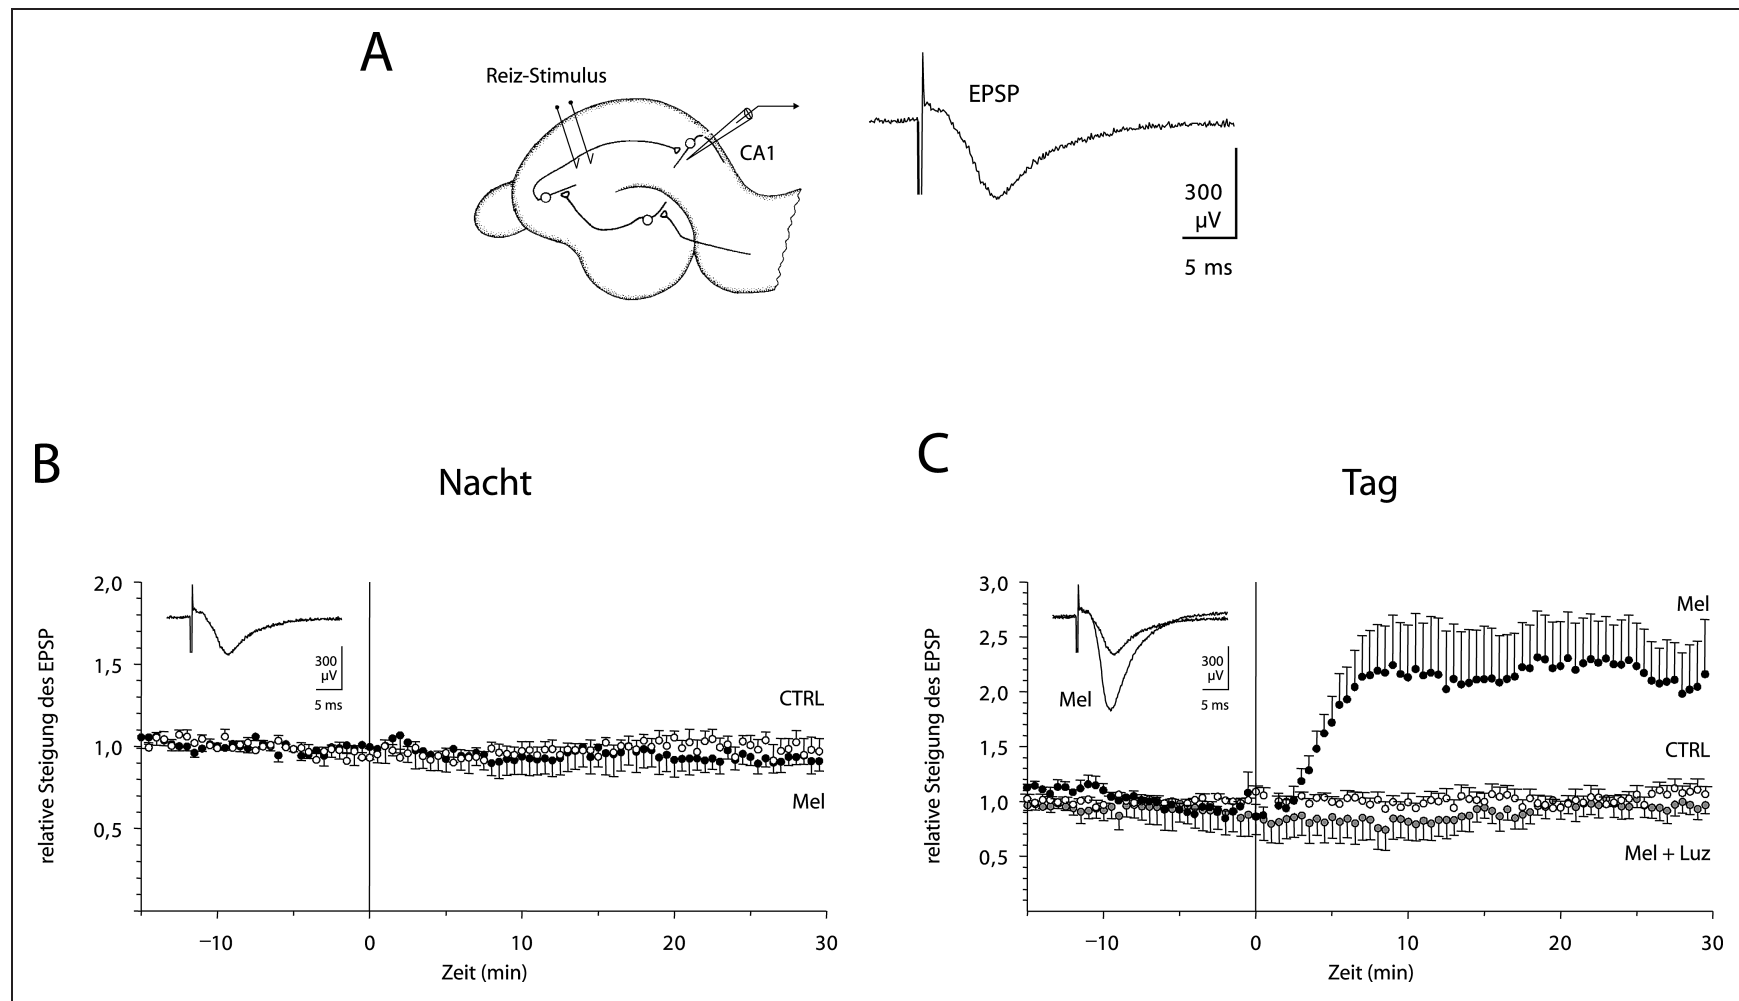 A
Reiz-Stimulus
CA1
EPSP
300
µV
5 ms
B
Nacht
relative Steigung des EPSP
2,0
1,5
1,0
0,5
300
µV
5 ms
CTRL
Mel
−10
0
10
20
30
Zeit (min)
C
Tag
relative Steigung des EPSP
3,0
2,5
2,0
1,5
1,0
0,5
Mel
300
µV
5 ms
Mel
CTRL
Mel + Luz
−10
0
10
20
30
Zeit (min)